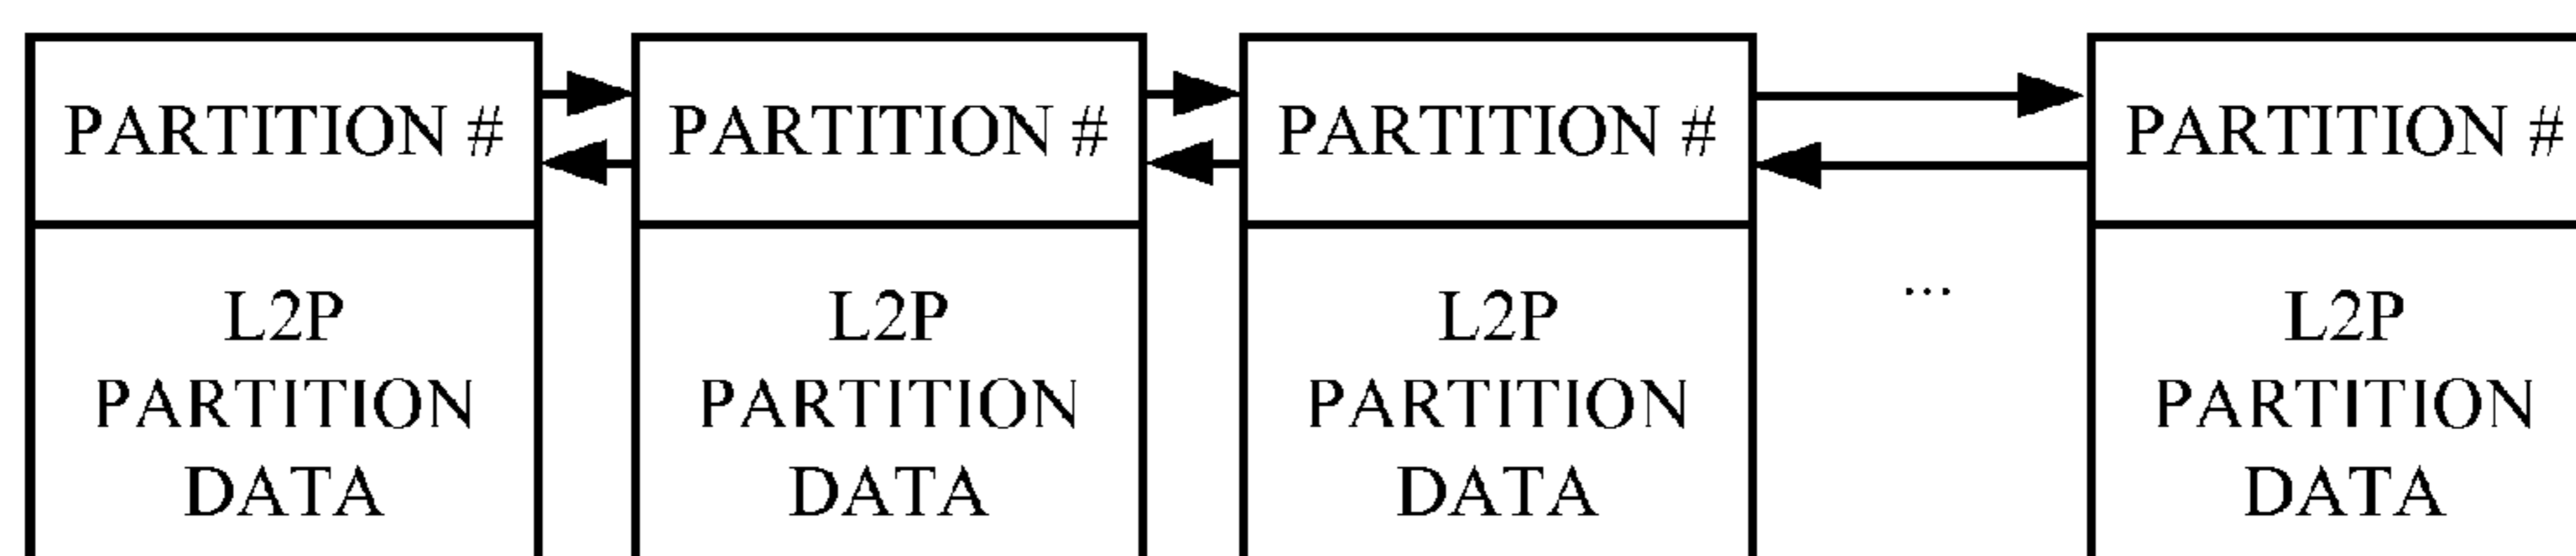 PARTITION # PARTITION # PARTITION # PARTITION #
L2P L2P L2P ... L2P
PARTITION PARTITION PARTITION PARTITION
DATA DATA DATA DATA